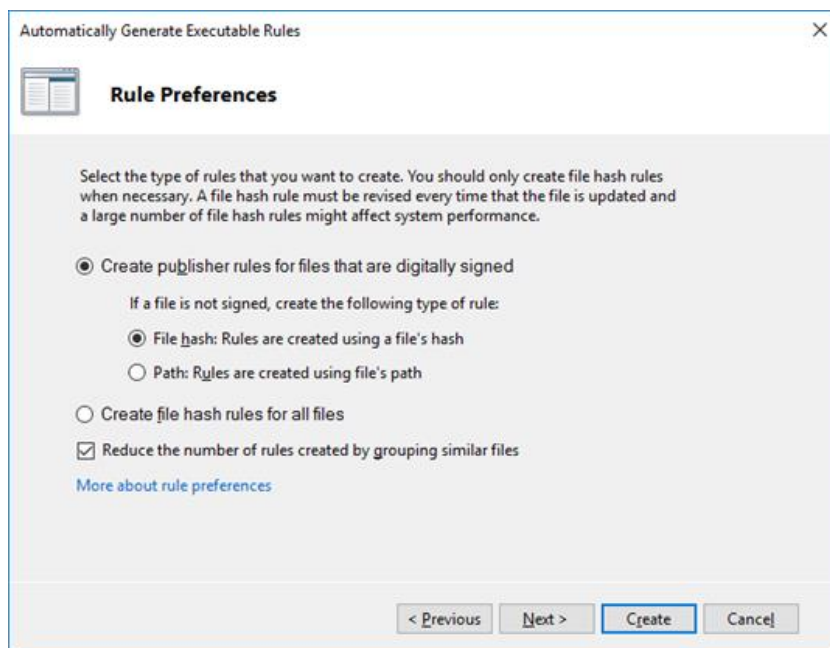 Automatically Generate Executable Rules
Rule Preferences
Select the type of rules that you want to create. You should only create file hash rules
when necessary. A file hash rule must be revised every time that the file is updated and
a large number of file hash rules might affect system performance.
Create publisher rules for files that are digitally signed
If a file is not signed, create the following type of rule:
File hash: Rules are created using a file's hash
Path: Rules are created using file's path
Create file hash rules for all files
Reduce the number of rules created by grouping similar files
More about rule preferences
< Previous Next > Create Cancel